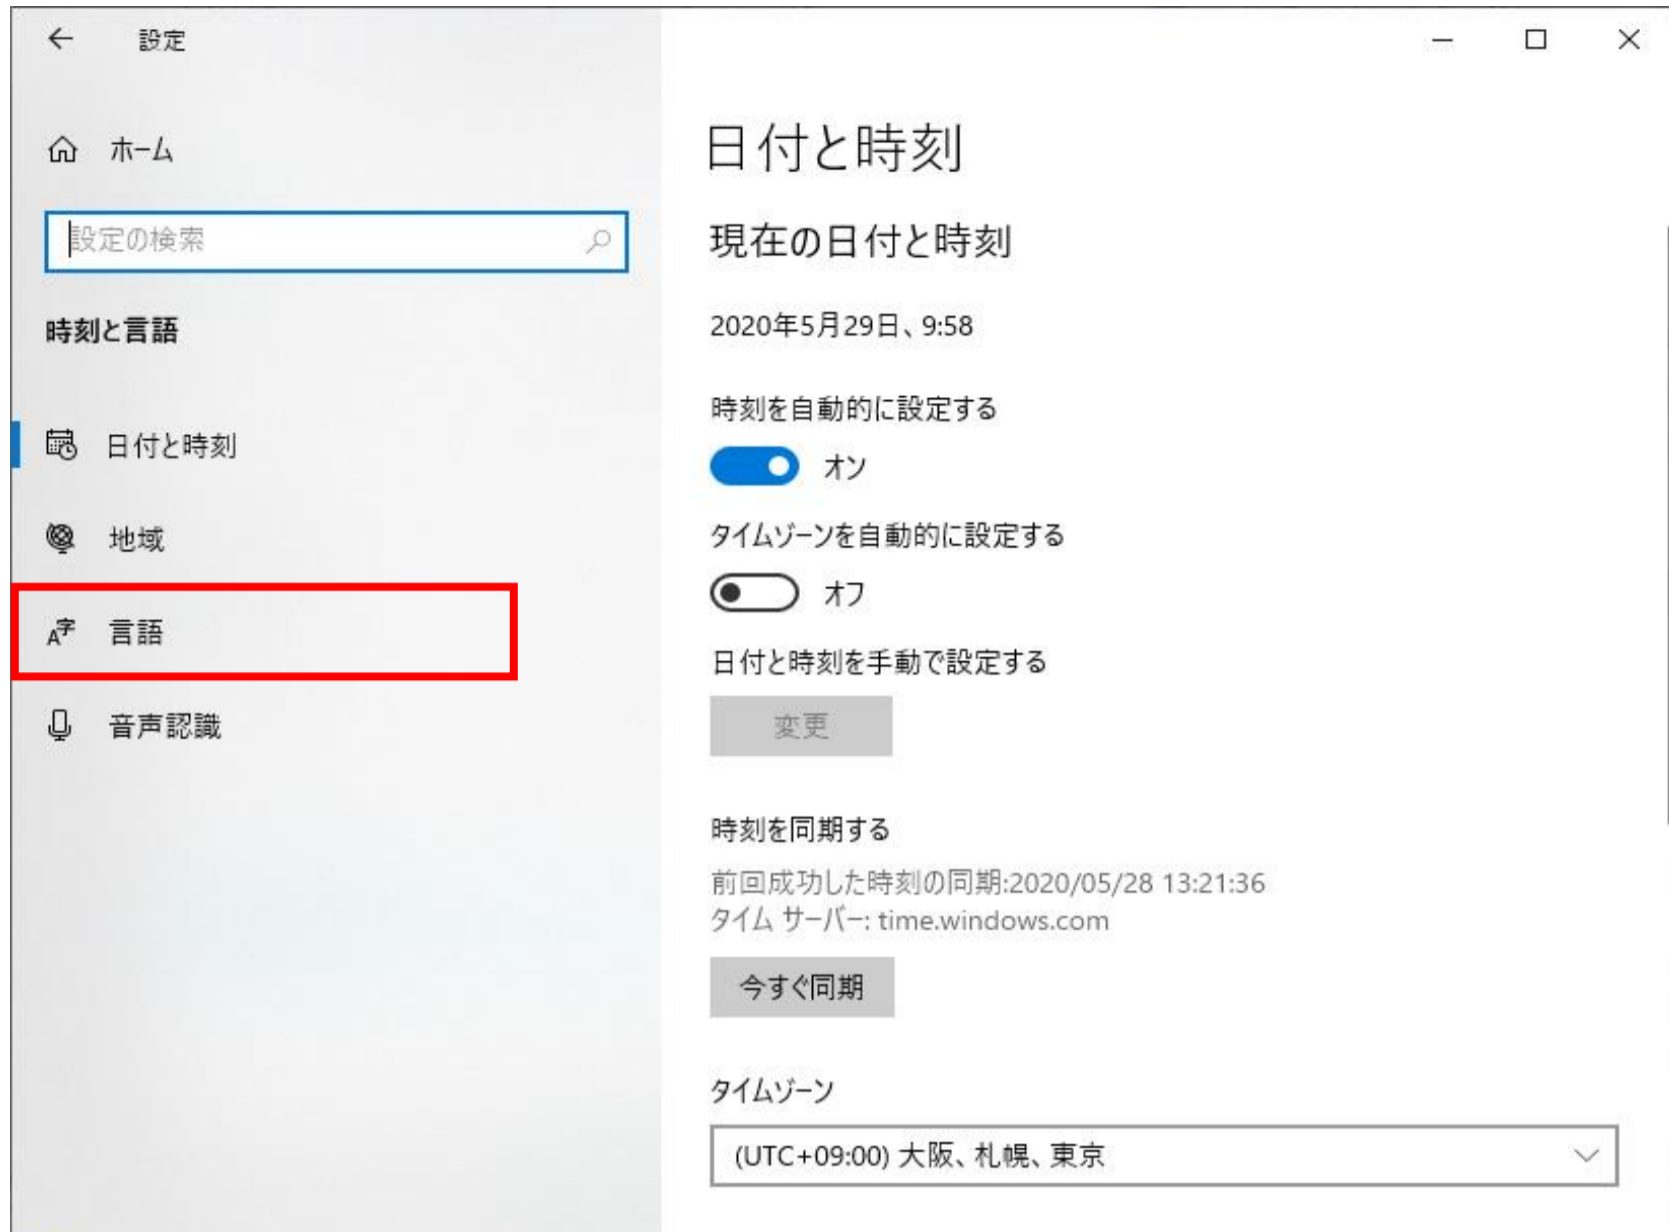 設定
ホーム
設定の検索
時刻と言語
日付と時刻
地域
A字 言語
音声認識
日付と時刻
現在の日付と時刻
2020年5月29日、9:58
時刻を自動的に設定する
オン
タイムゾーンを自動的に設定する
オフ
日付と時刻を手動で設定する
変更
時刻を同期する
前回成功した時刻の同期:2020/05/28 13:21:36
タイム サーバー: time.windows.com
今すぐ同期
タイムゾーン
(UTC+09:00) 大阪、札幌、東京